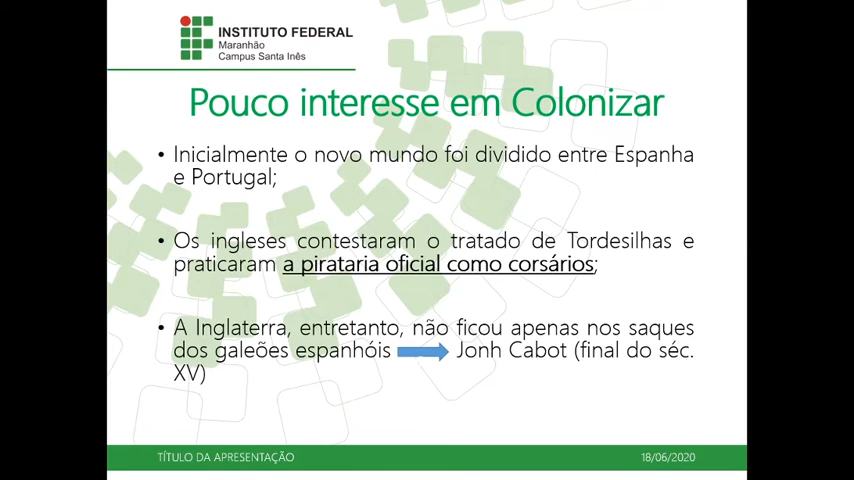 INSTITUTO FEDERAL
Maranhão
Campus Santa Inês
Pouco interesse em Colonizar
• Inicialmente o novo mundo foi dividido entre Espanha
e Portugal;
• Os ingleses contestaram o tratado de Tordesilhas e
praticaram a pirataria oficial como corsários;
• A Inglaterra, entretanto, não ficou apenas nos saques
dos galeões espanhóis Jonh Cabot (final do séc.
XV)
TÍTULO DA APRESENTAÇÃO 18/06/2020